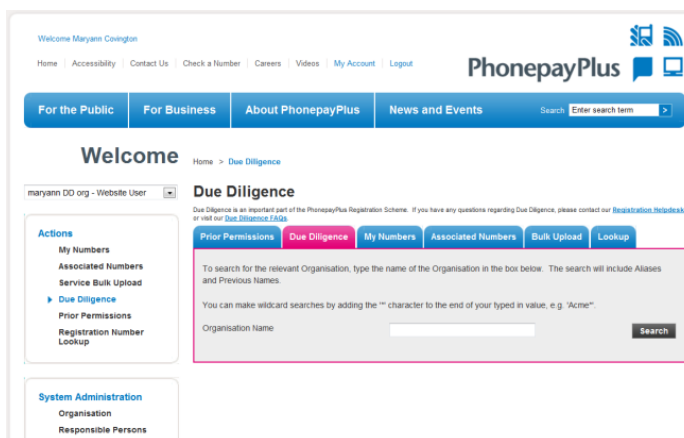 Welcome Maryann Covington
Home | Accessibility | Contact Us | Check a Number | Careers | Videos | My Account | Logout
PhonepayPlus
For the Public
For Business
About PhonepayPlus
News and Events
Search
Enter search term
>
Welcome
Home > Due Diligence
maryann DD org - Website User
Due Diligence
Due Diligence is an important part of the PhonepayPlus Registration Scheme. If you have any questions regarding Due Diligence, please contact our Registration Helpdesk
or visit our Due Diligence FAQs.
Actions
My Numbers
Associated Numbers
Service Bulk Upload
Due Diligence
Prior Permissions
Registration Number
Lookup
Prior Permissions
Due Diligence
My Numbers
Associated Numbers
Bulk Upload
Lookup
To search for the relevant Organisation, type the name of the Organisation in the box below. The search will include Aliases
and Previous Names.
You can make wildcard searches by adding the '*' character to the end of your typed in value, e.g. 'Acme*'.
Organisation Name
Search
System Administration
Organisation
Responsible Persons